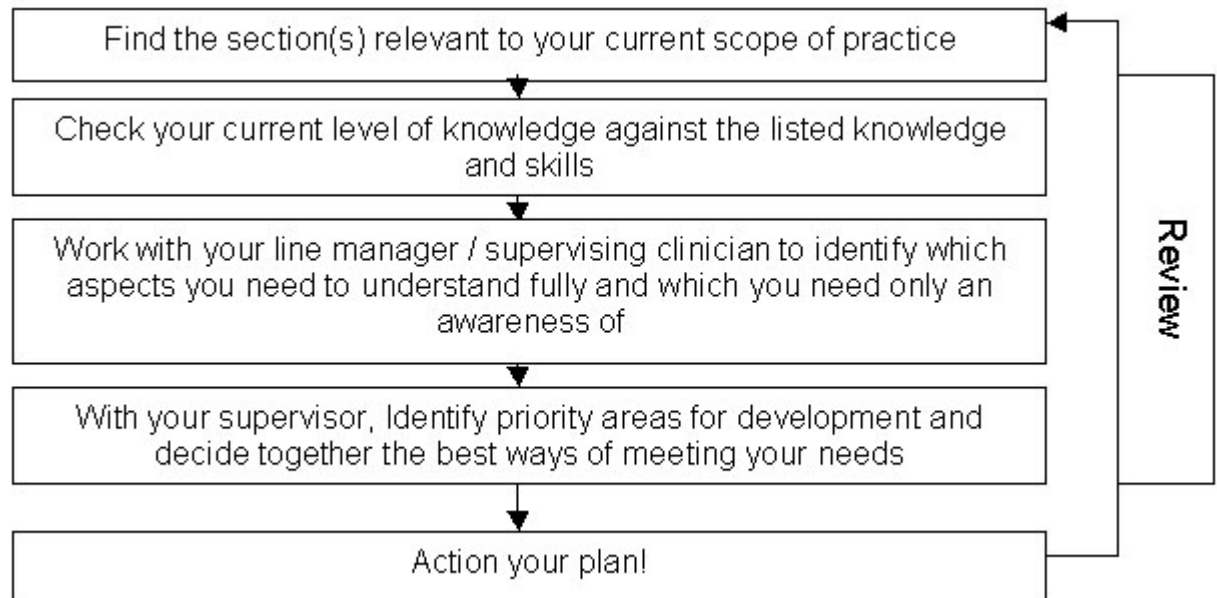 Find the section(s) relevant to your current scope of practice
Check your current level of knowledge against the listed knowledge
and skills
Work with your line manager / supervising clinician to identify which
aspects you need to understand fully and which you need only an
awareness of
With your supervisor, Identify priority areas for development and
decide together the best ways of meeting your needs
Action your plan!
Review